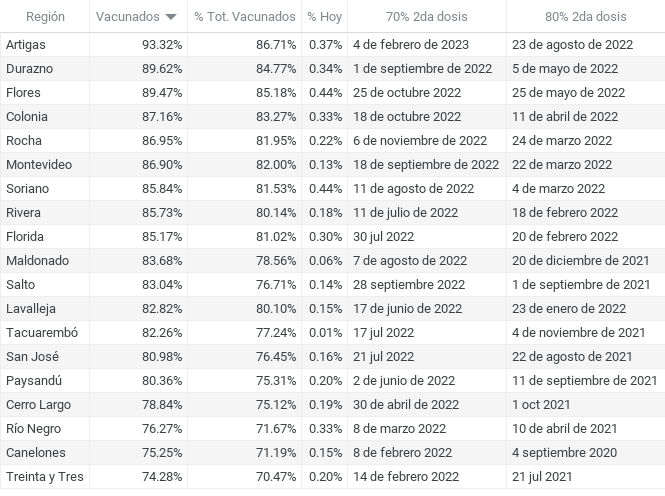 Región Vacunados % Tot. Vacunados % Hoy 70% 2da dosis 80% 2da dosis
Artigas 93.32% 86.71% 0.37% 4 de febrero de 2023 23 de agosto de 2022
Durazno 89.62% 84.77% 0.34% 1 de septiembre de 2022 5 de mayo de 2022
Flores 89.47% 85.18% 0.44% 25 de octubre 2022 25 de mayo de 2022
Colonia 87.16% 83.27% 0.33% 18 de octubre 2022 11 de abril de 2022
Rocha 86.95% 81.95% 0.22% 6 de noviembre de 2022 24 de marzo 2022
Montevideo 86.90% 82.00% 0.13% 18 de septiembre de 2022 22 de marzo 2022
Soriano 85.84% 81.53% 0.44% 11 de agosto de 2022 4 de marzo 2022
Rivera 85.73% 80.14% 0.18% 11 de julio de 2022 18 de febrero 2022
Florida 85.17% 81.02% 0.30% 30 jul 2022 20 de febrero de 2022
Maldonado 83.68% 78.56% 0.06% 7 de agosto de 2022 20 de diciembre de 2021
Salto 83.04% 76.71% 0.14% 28 septiembre 2022 1 de septiembre de 2021
Lavalleja 82.82% 80.10% 0.15% 17 de junio de 2022 23 de enero de 2022
Tacuarembó 82.26% 77.24% 0.01% 17 jul 2022 4 de noviembre de 2021
San José 80.98% 76.45% 0.16% 21 jul 2022 22 de agosto de 2021
Paysandú 80.36% 75.31% 0.20% 2 de junio de 2022 11 de septiembre de 2021
Cerro Largo 78.84% 75.12% 0.19% 30 de abril de 2022 1 oct 2021
Río Negro 76.27% 71.67% 0.33% 8 de marzo 2022 10 de abril de 2021
Canelones 75.25% 71.19% 0.15% 8 de febrero 2022 4 septiembre 2020
Treinta y Tres 74.28% 70.47% 0.20% 14 de febrero 2022 21 jul 2021